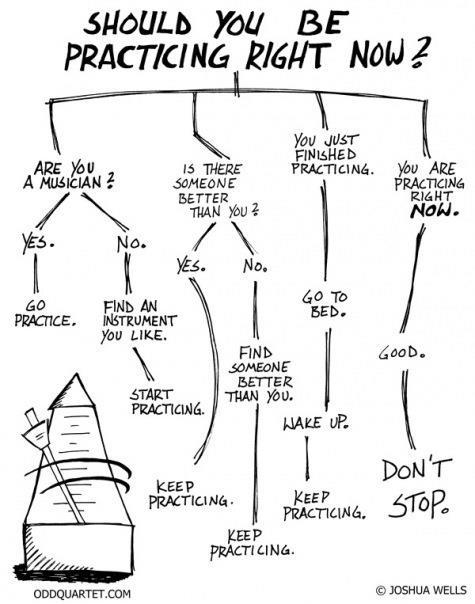 SHOULD YOU BE
PRACTICING RIGHT NOW?
ARE YOU
A MUSICIAN?
YES.
GO
PRACTICE.
NO.
FIND AN
INSTRUMENT
YOU LIKE.
START
PRACTICING.
IS THERE
SOMEONE
BETTER
THAN YOU?
YES.
KEEP
PRACTICING.
NO.
FIND
SOMEONE
BETTER
THAN YOU.
KEEP
PRACTICING.
YOU JUST
FINISHED
PRACTICING.
GO TO
BED.
WAKE UP.
KEEP
PRACTICING.
YOU ARE
PRACTICING
RIGHT
NOW.
GOOD.
DON'T
STOP.
ODDQUARTET.COM
© JOSHUA WELLS